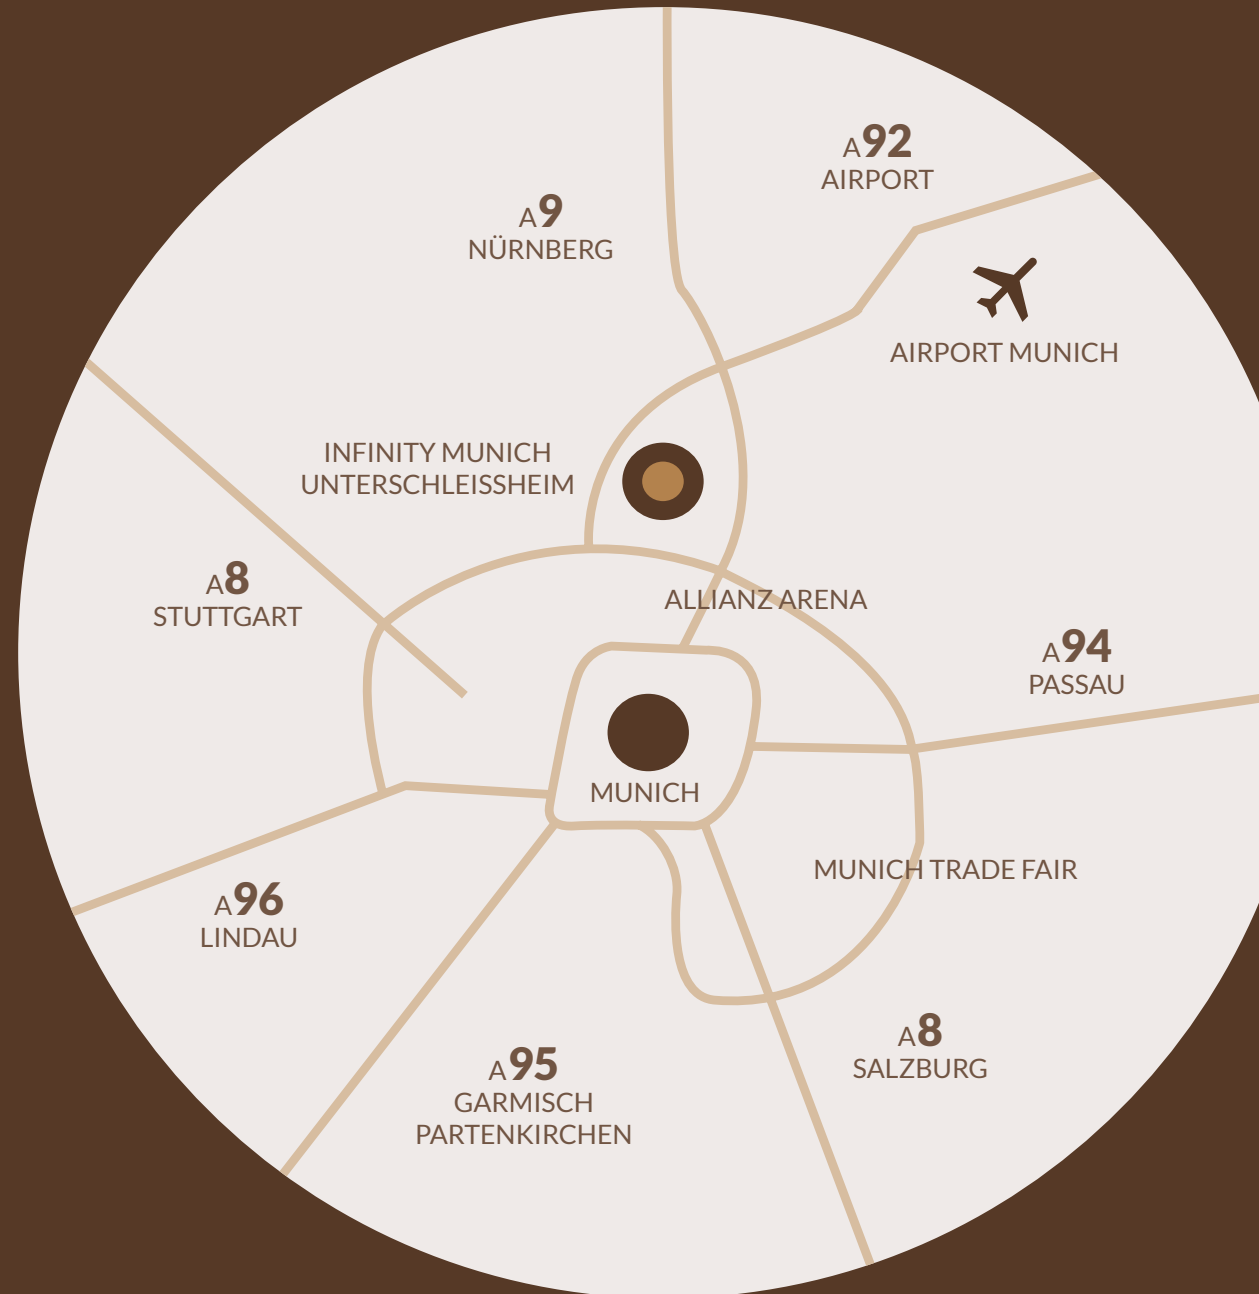 A92
AIRPORT
A9
NÜRNBERG
AIRPORT MUNICH
INFINITY MUNICH
UNTERSCHLEISSHEIM
A8
STUTTGART
ALLIANZ ARENA
A94
PASSAU
MUNICH
MUNICH TRADE FAIR
A96
LINDAU
A8
SALZBURG
A95
GARMISCH
PARTENKIRCHEN